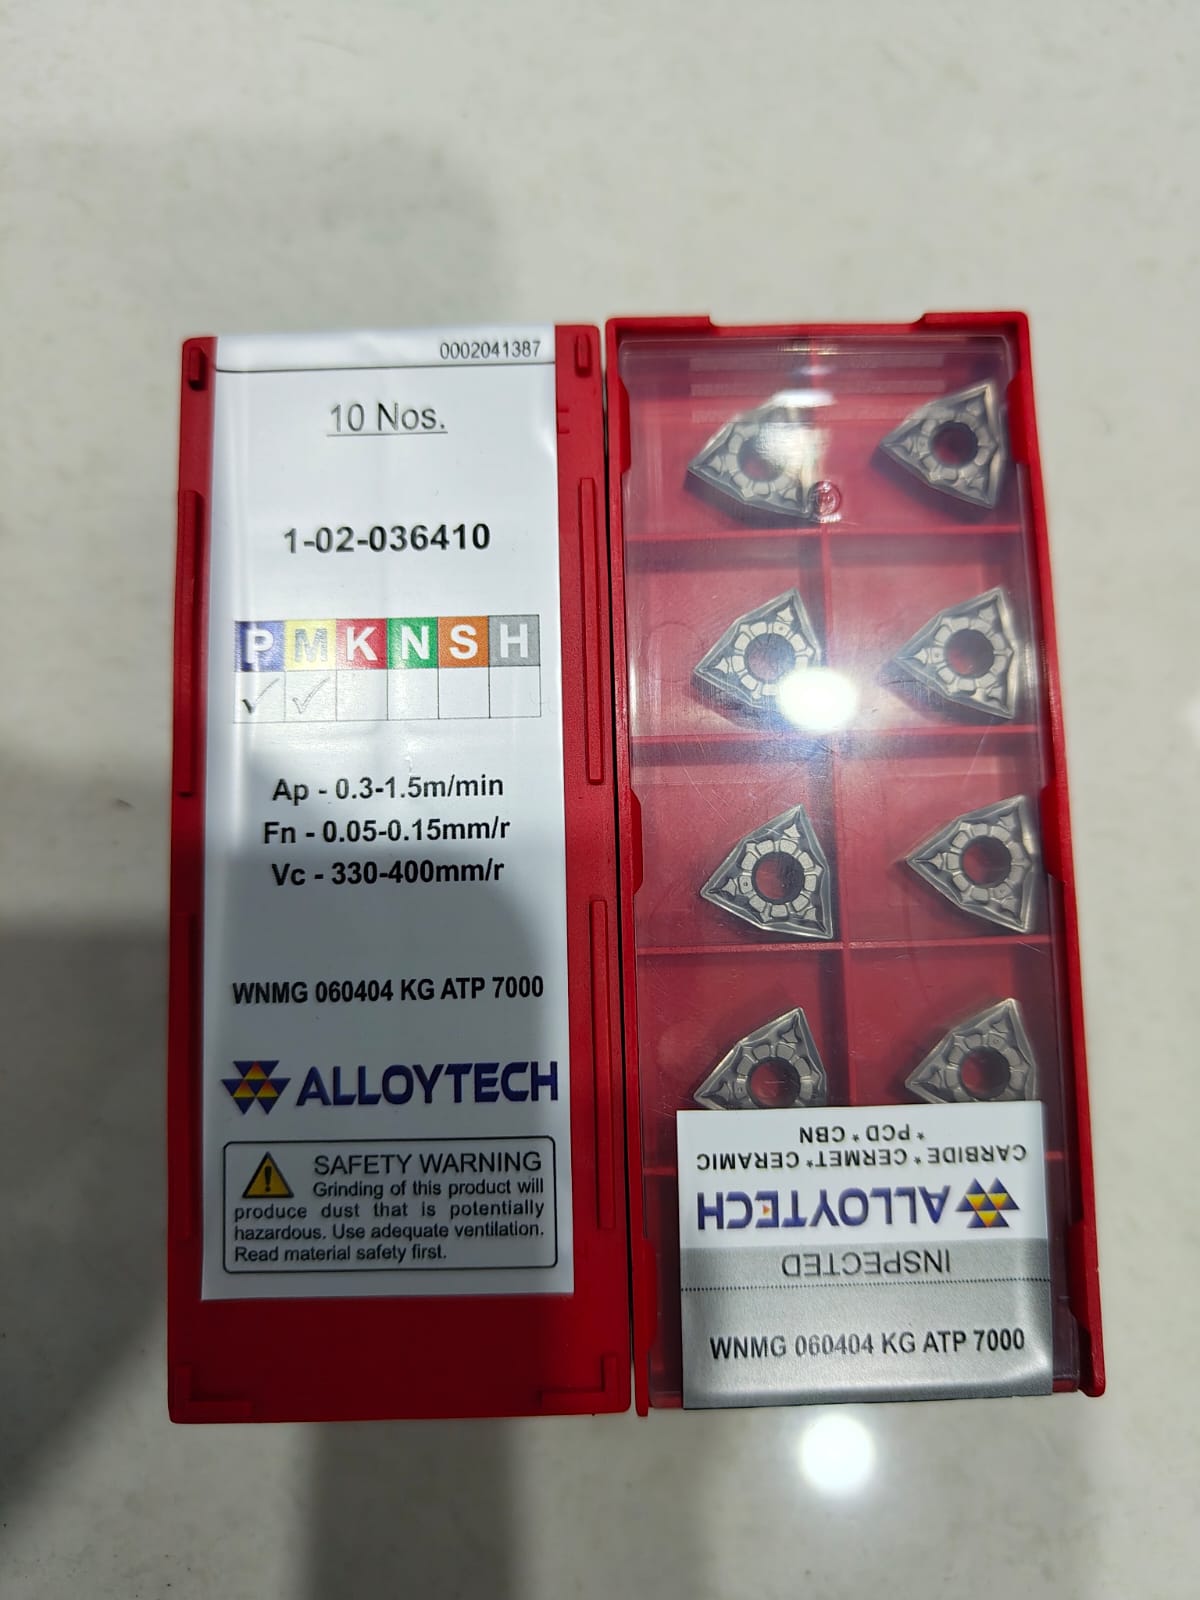 0002041387
10 Nos.
1-02-036410
P M K N S H
Ap - 0.3-1.5m/min
Fn - 0.05-0.15mm/r
Vc - 330-400mm/r
WNMG 060404 KG ATP 7000
ALLOYTECH
SAFETY WARNING
Grinding of this product will
produce dust that is potentially
hazardous. Use adequate ventilation.
Read material safety first.
INSPECTED
ALLOYTECH
CARBIDE* CERMET* CERAMIC
* PCD * CBN
WNMG 060404 KG ATP 7000